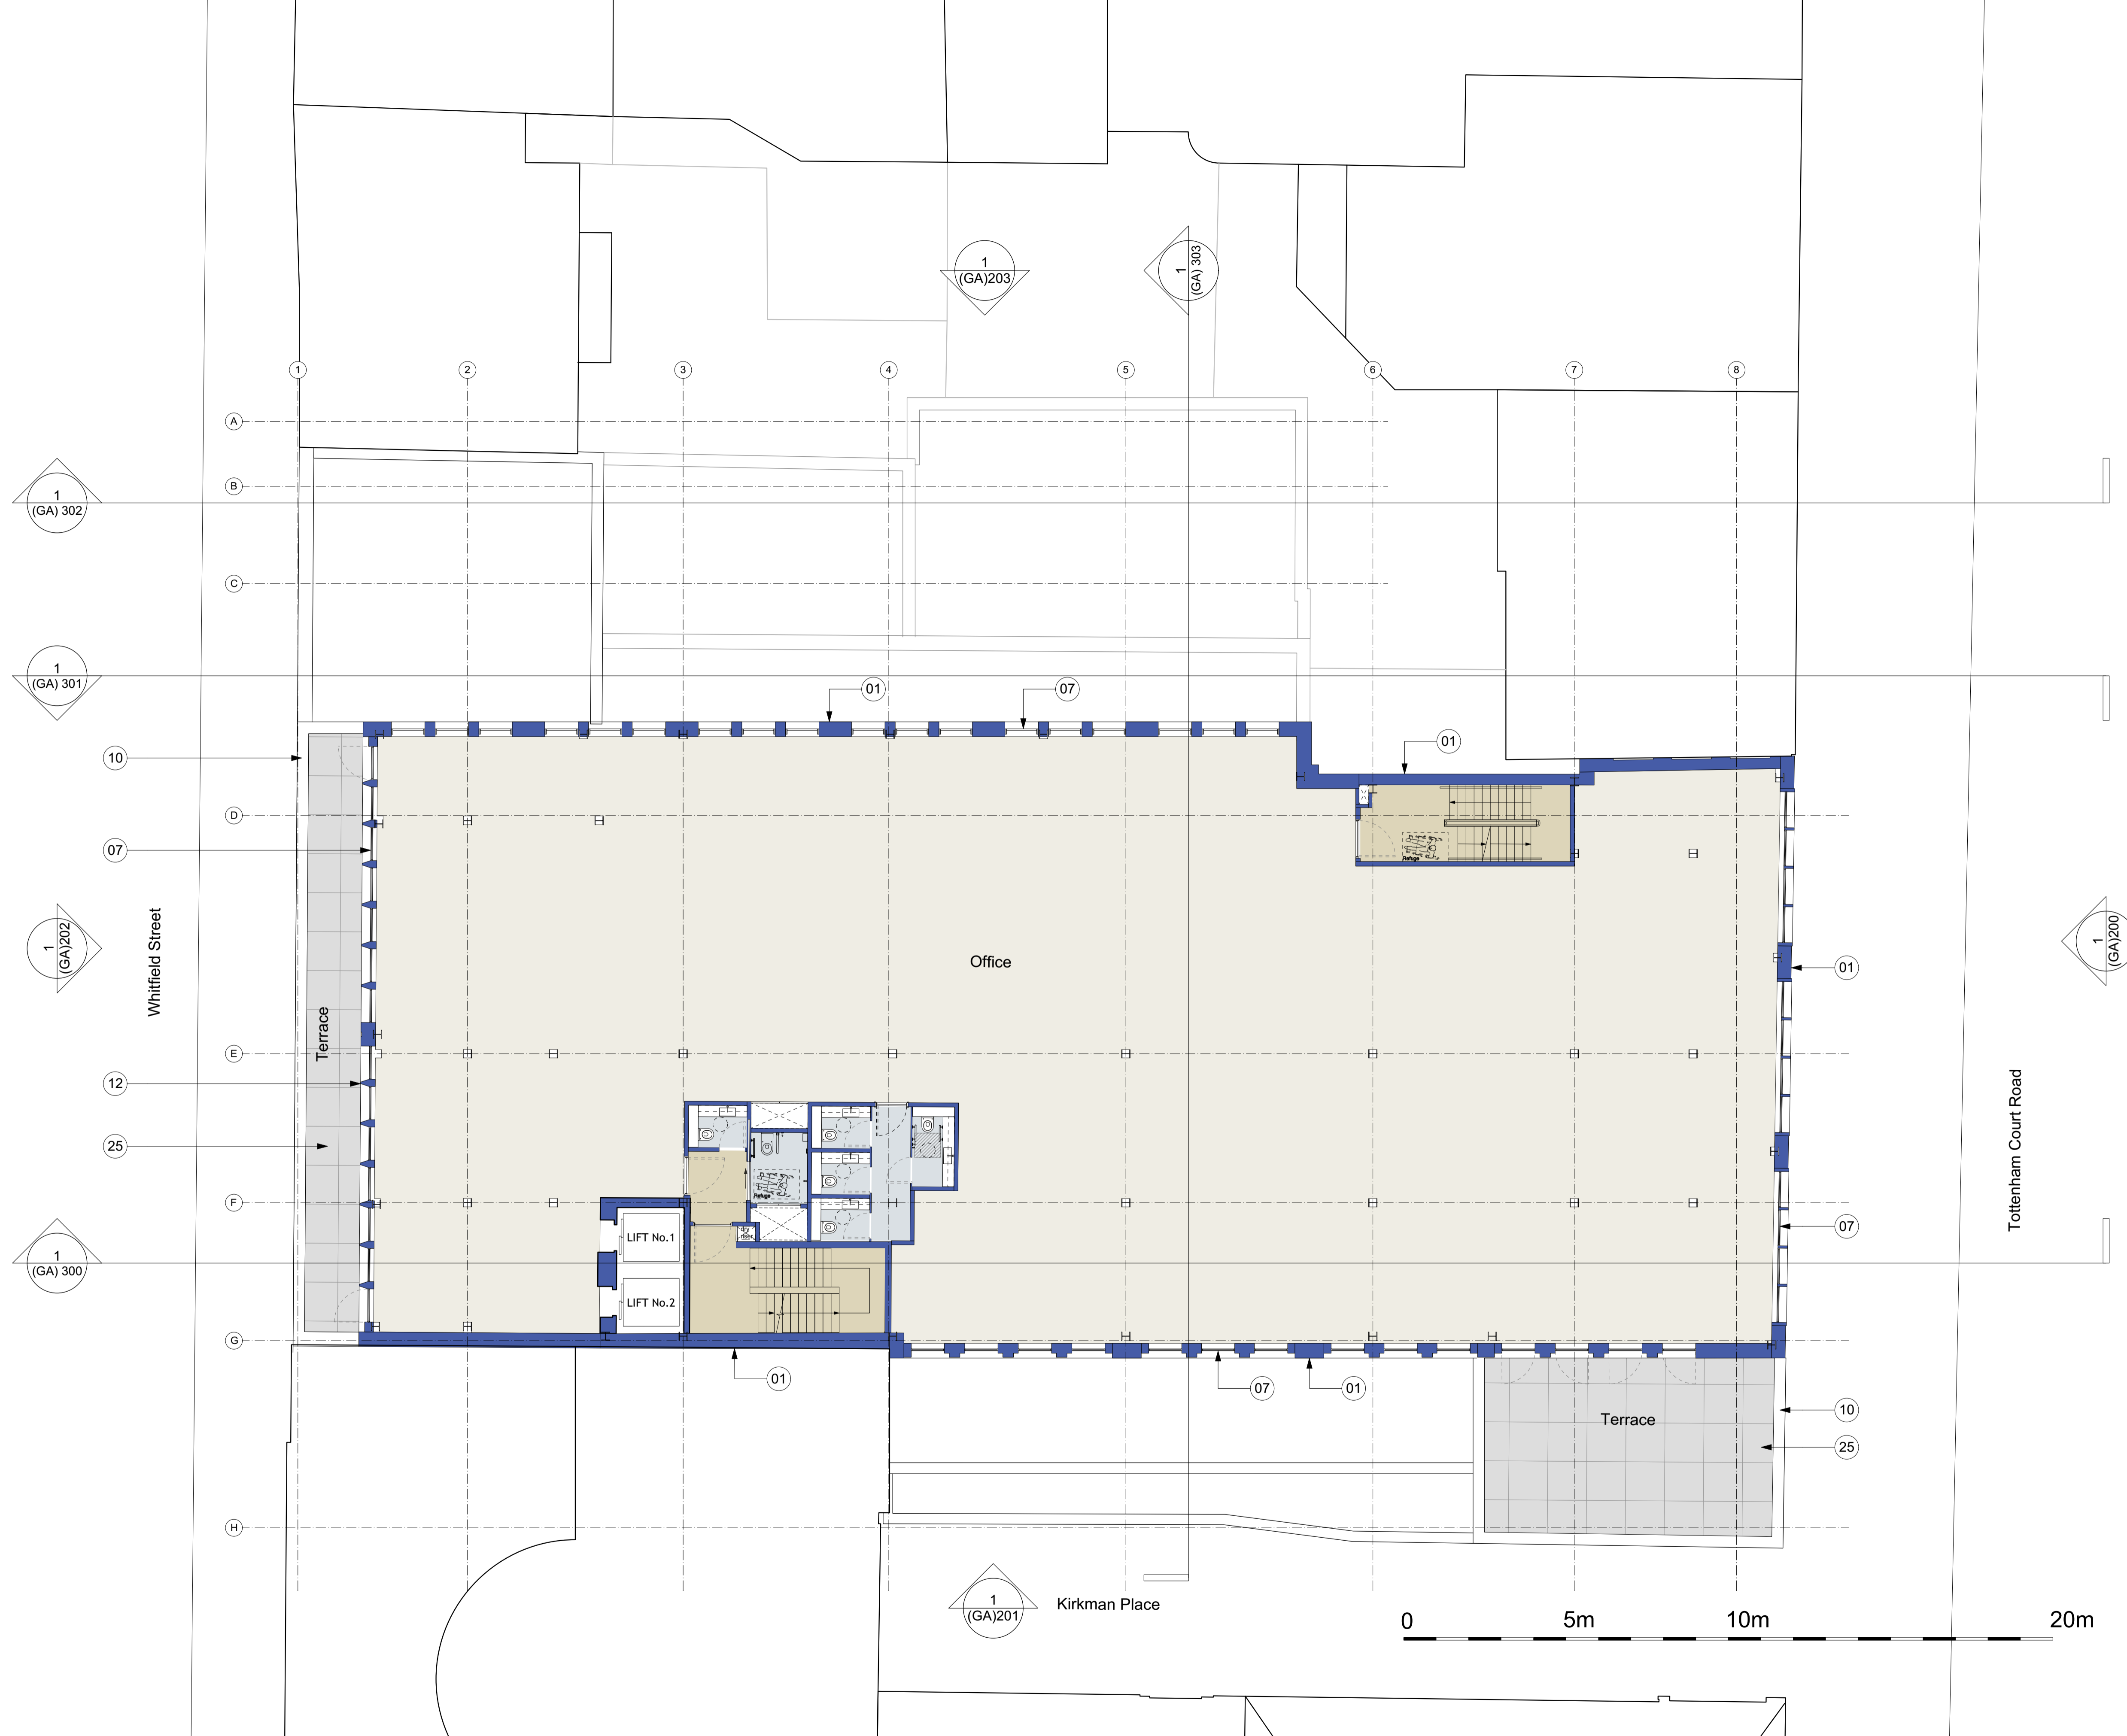 1
(GA)203
1
(GA) 303
1
2
3
4
5
6
7
8
A
B
1
(GA) 302
C
1
(GA) 301
01
07
01
10
D
07
Refuge
1
(GA)202
Whitfield Street
Office
1
(GA)200
01
Terrace
E
12
Tottenham Court Road
25
Refuge
F
07
LIFT No.1
1
(GA) 300
LIFT No.2
G
01
07
01
10
Terrace
25
H
1
(GA)201
Kirkman Place
0
5m
10m
20m